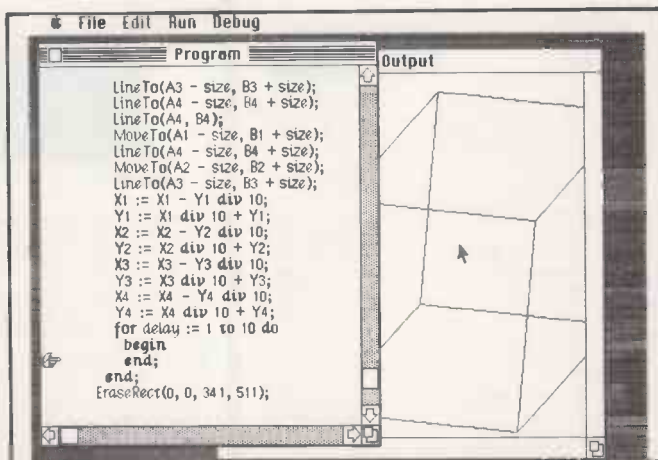 File Edit Run Debug
Program
LineTo(A3 - size, B3 + size);
LineTo(A4 - size, B4 + size);
LineTo(A4, B4);
MoveTo(A1 - size, B1 + size);
LineTo(A4 - size, B4 + size);
MoveTo(A2 - size, B2 + size);
LineTo(A3 - size, B3 + size);
X1 := X1 - Y1 div 10;
Y1 := X1 div 10 + Y1;
X2 := X2 - Y2 div 10;
Y2 := X2 div 10 + Y2;
X3 := X3 - Y3 div 10;
Y3 := X3 div 10 + Y3;
X4 := X4 - Y4 div 10;
Y4 := X4 div 10 + Y4;
for delay := 1 to 10 do
begin
end;
end;
EraseRect(0, 0, 341, 511);
Output